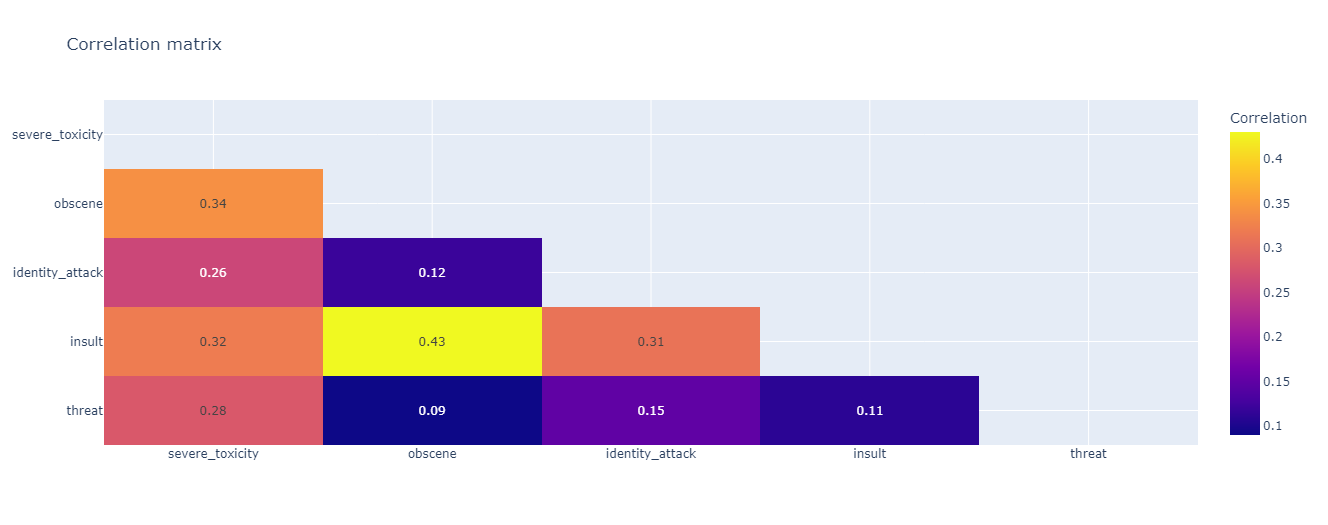 Correlation matrix
Correlation
severe_toxicity
0.4
obscene
0.34
0.35
0.3
identity_attack
0.26
0.12
0.25
0.2
insult
0.32
0.43
0.31
0.15
threat
0.28
0.09
0.15
0.11
0.1
severe_toxicity
obscene
identity_attack
insult
threat